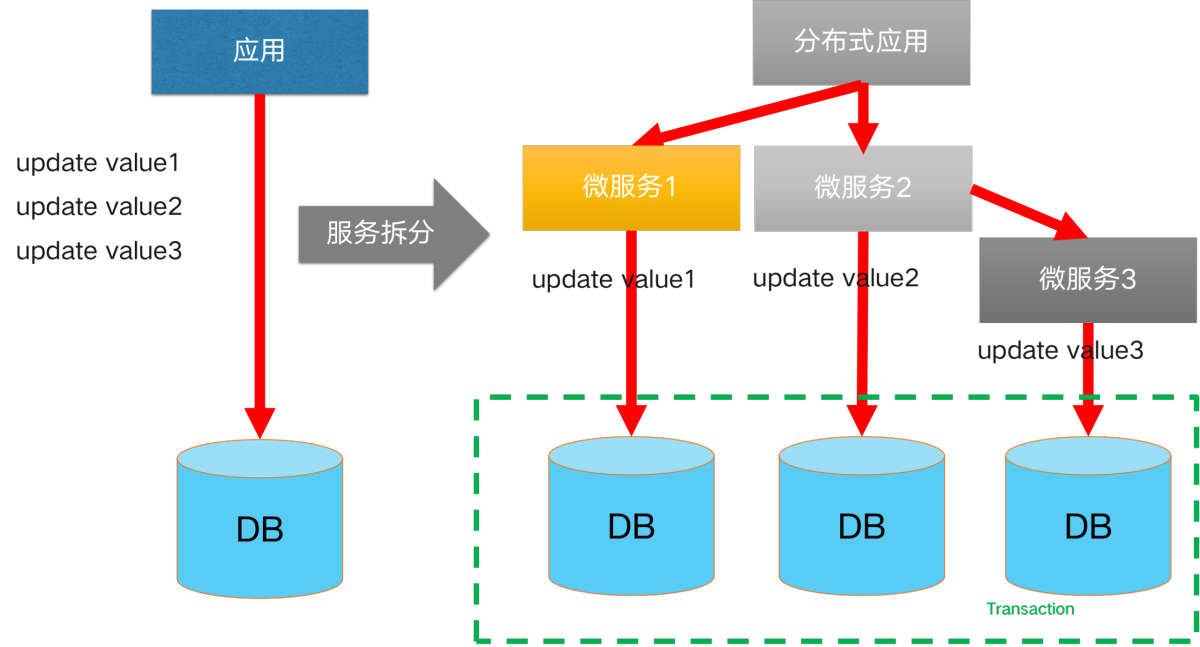 应用
分布式应用
update value1
update value2
update value3
服务拆分
微服务1
微服务2
微服务3
update value1
update value2
update value3
DB
DB
DB
DB
Transaction